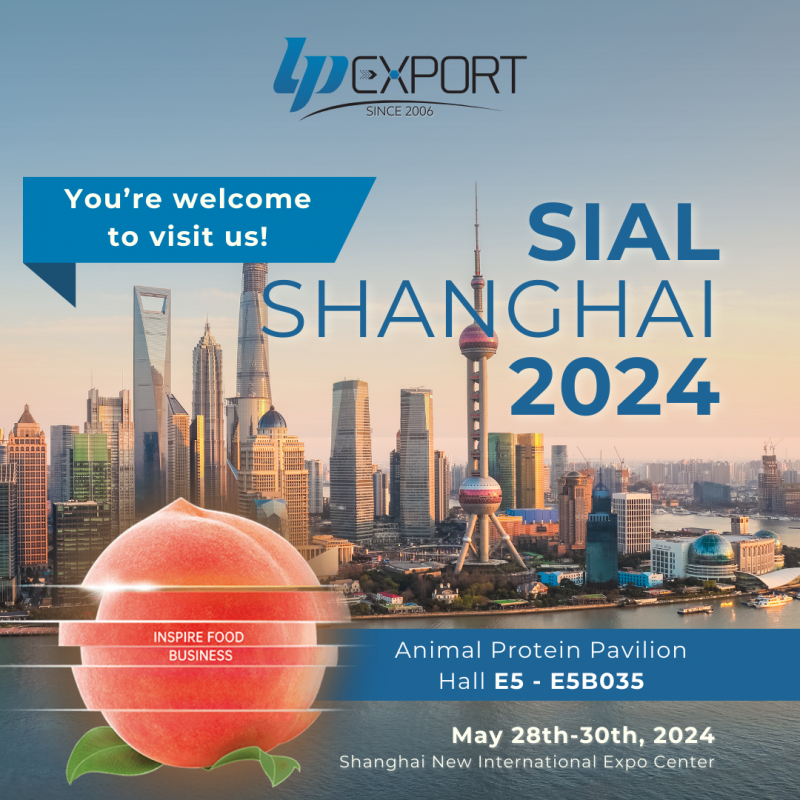 LP EXPORT
SINCE 2006
You're welcome
to visit us!
SIAL
SHANGHAI
2024
INSPIRE FOOD
BUSINESS
Animal Protein Pavilion
Hall E5 - E5B035
May 28th-30th, 2024
Shanghai New International Expo Center